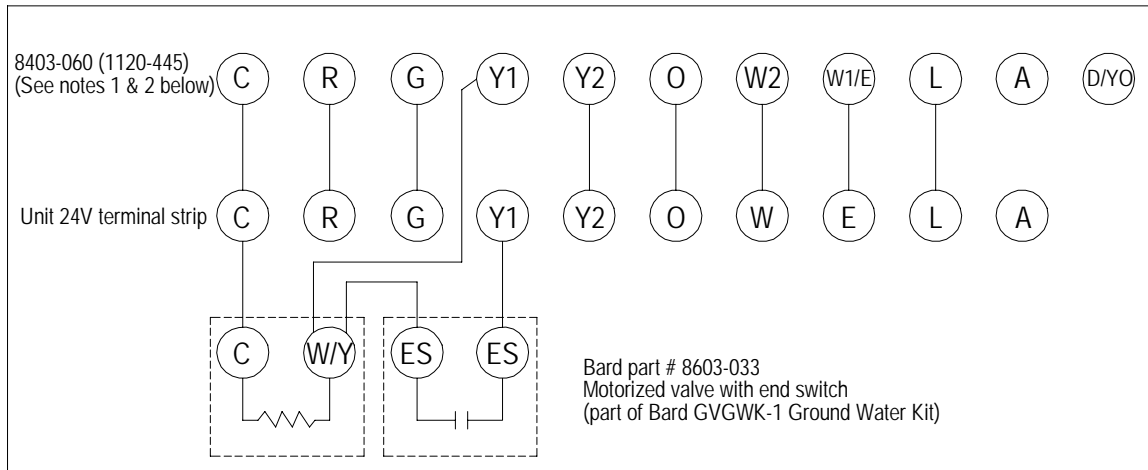 8403-060 (1120-445)
(See notes 1 & 2 below)
C R G Y1 Y2 O W2 W1/E L A D/YO
Unit 24V terminal strip
C R G Y1 Y2 O W E L A
C W/Y ES ES
Bard part # 8603-033
Motorized valve with end switch
(part of Bard GVGWK-1 Ground Water Kit)